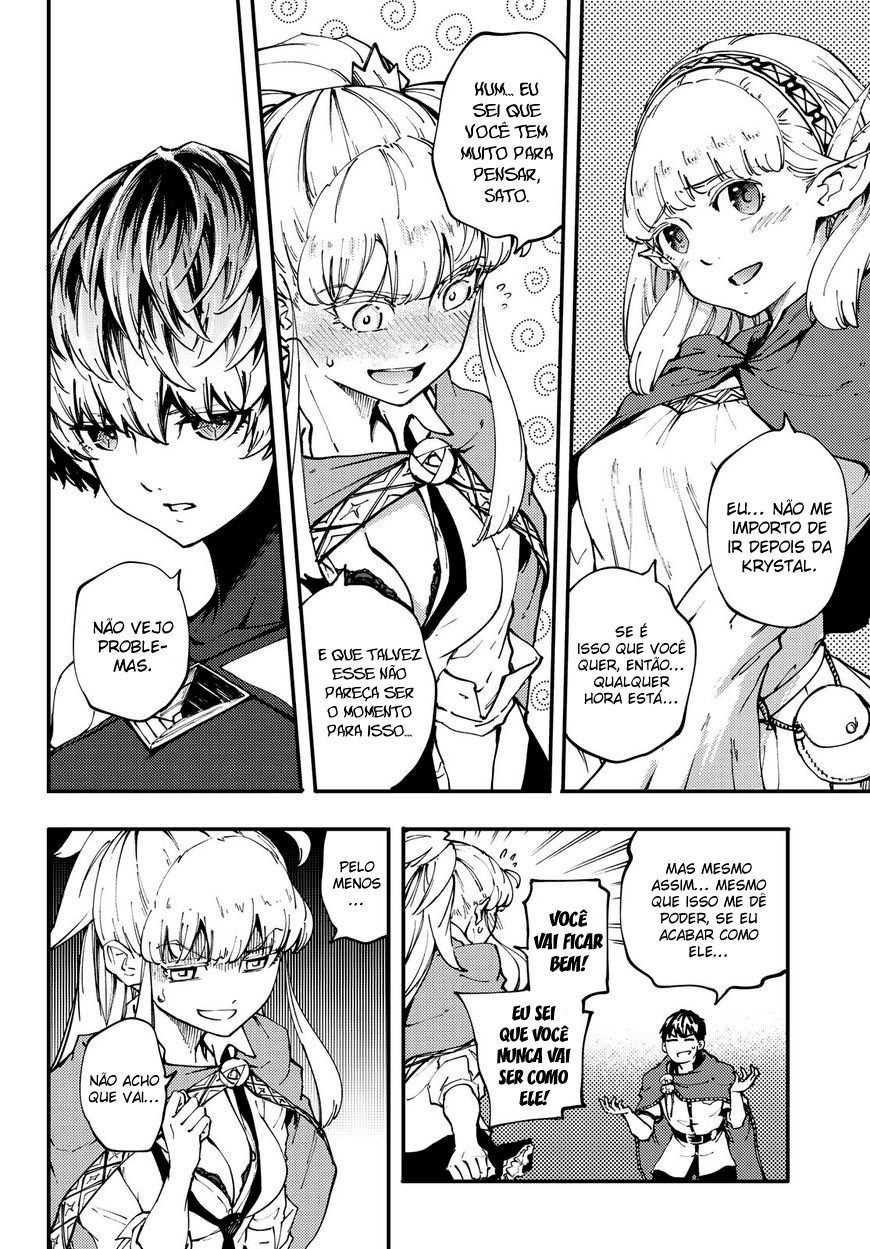 EU... NÃO ME
IMPORTO DE
IR DEPOIS DA
KRYSTAL.
SE É
ISSO QUE VOCÊ
QUER, ENTÃO...
QUALQUER
HORA ESTÁ...
HUM... EU
SEI QUE
VOCÊ TEM
MUITO PARA
PENSAR,
SATO.
E QUE TALVEZ
ESSE NÃO
PAREÇA SER
O MOMENTO
PARA ISSO...
NÃO VEJO
PROBLE-
MAS.
MAS MESMO
ASSIM... MESMO
QUE ISSO ME DÊ
PODER, SE EU
ACABAR COMO
ELE...
VOCÊ
VAI FICAR
BEM!
EU SEI
QUE VOCÊ
NUNCA VAI
SER COMO
ELE!
PELO
MENOS
...
NÃO ACHO
QUE VAI...